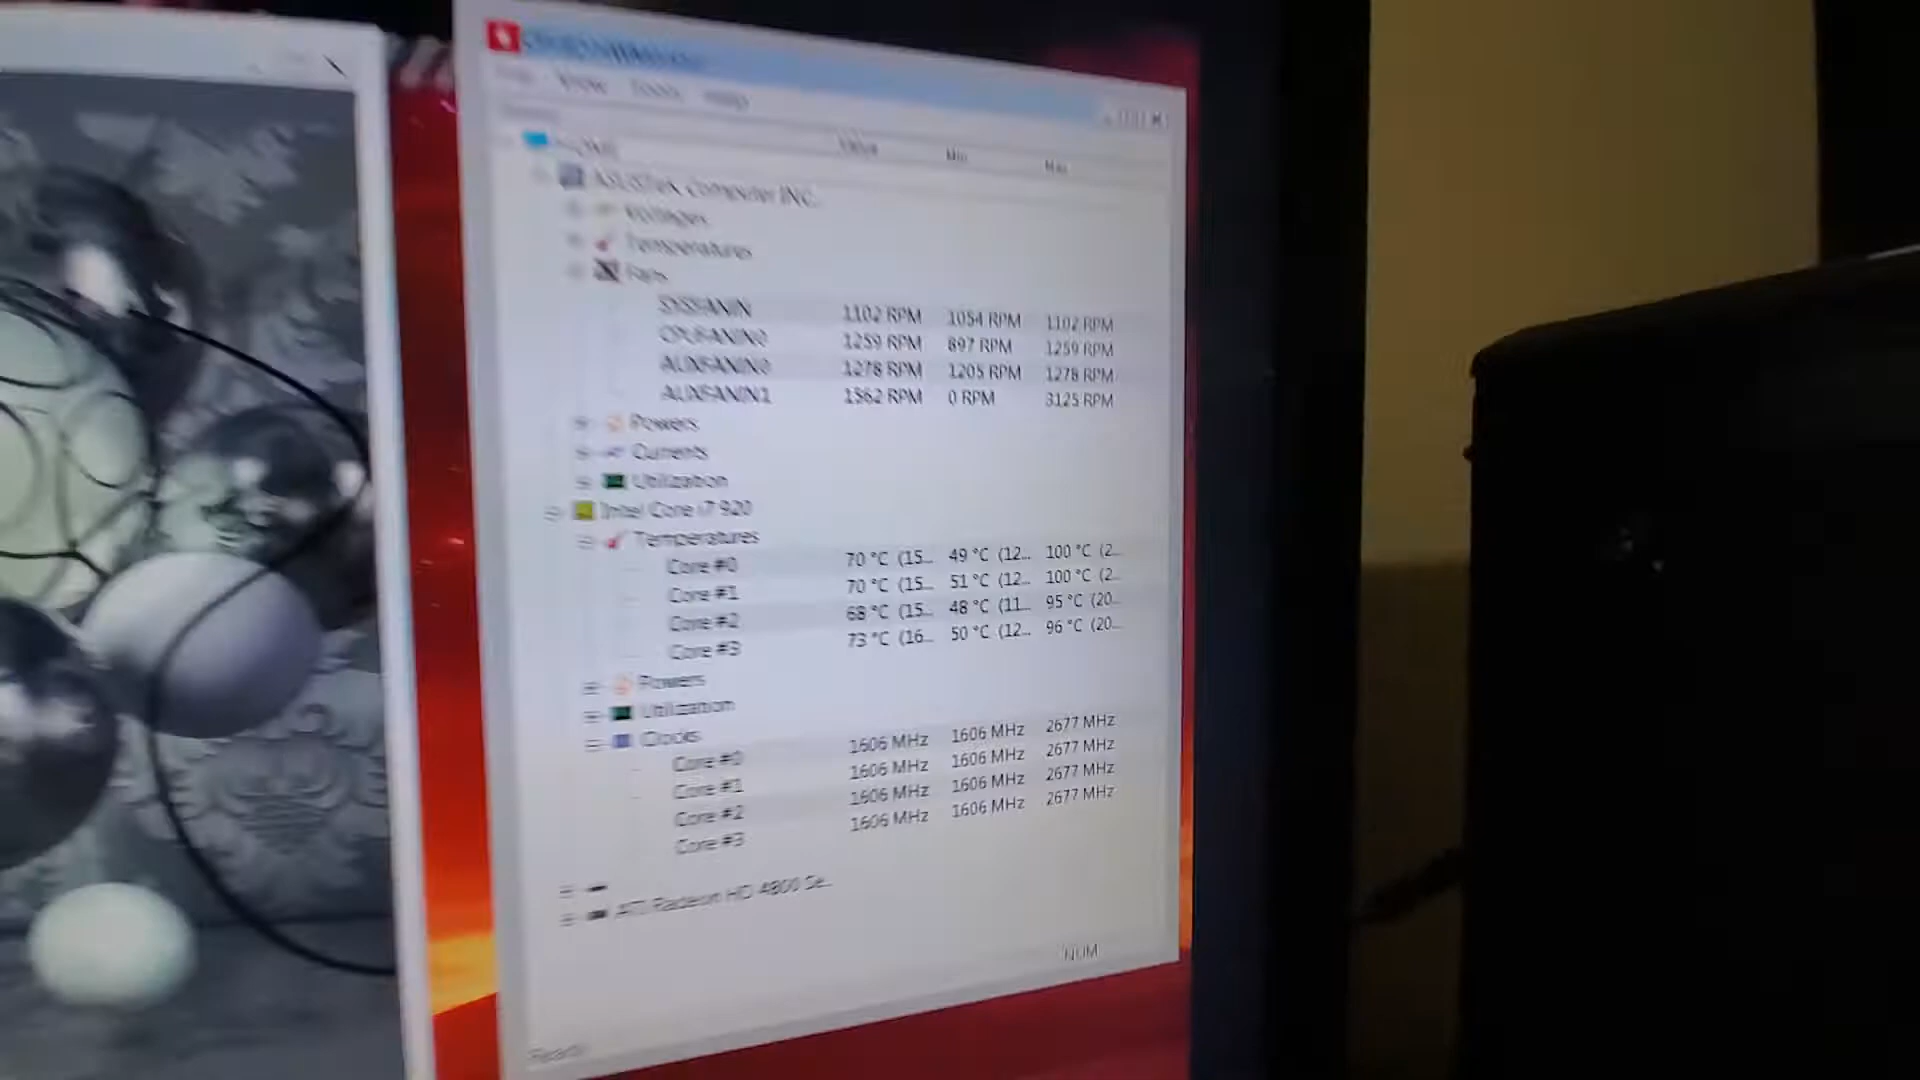 View Tools Help
Value Min Max
ASUSTeK Computer INC.
Voltages
Temperatures
Fans
SYSFANIN 1102 RPM 1054 RPM 1102 RPM
CPUFANIN0 1259 RPM 897 RPM 1259 RPM
AUXFANIN0 1278 RPM 1205 RPM 1278 RPM
AUXFANIN1 1562 RPM 0 RPM 3125 RPM
Powers
Currents
Utilization
Intel Core i7 920
Temperatures
Core #0 70 °C (15... 49 °C (12... 100 °C (2...
Core #1 70 °C (15... 51 °C (12... 100 °C (2...
Core #2 68 °C (15... 48 °C (11... 95 °C (20...
Core #3 73 °C (16... 50 °C (12... 96 °C (20...
Powers
Utilization
Clocks
Core #0 1606 MHz 1606 MHz 2677 MHz
Core #1 1606 MHz 1606 MHz 2677 MHz
Core #2 1606 MHz 1606 MHz 2677 MHz
Core #3 1606 MHz 1606 MHz 2677 MHz
ATI Radeon HD 4800 Se...
NUM
Ready